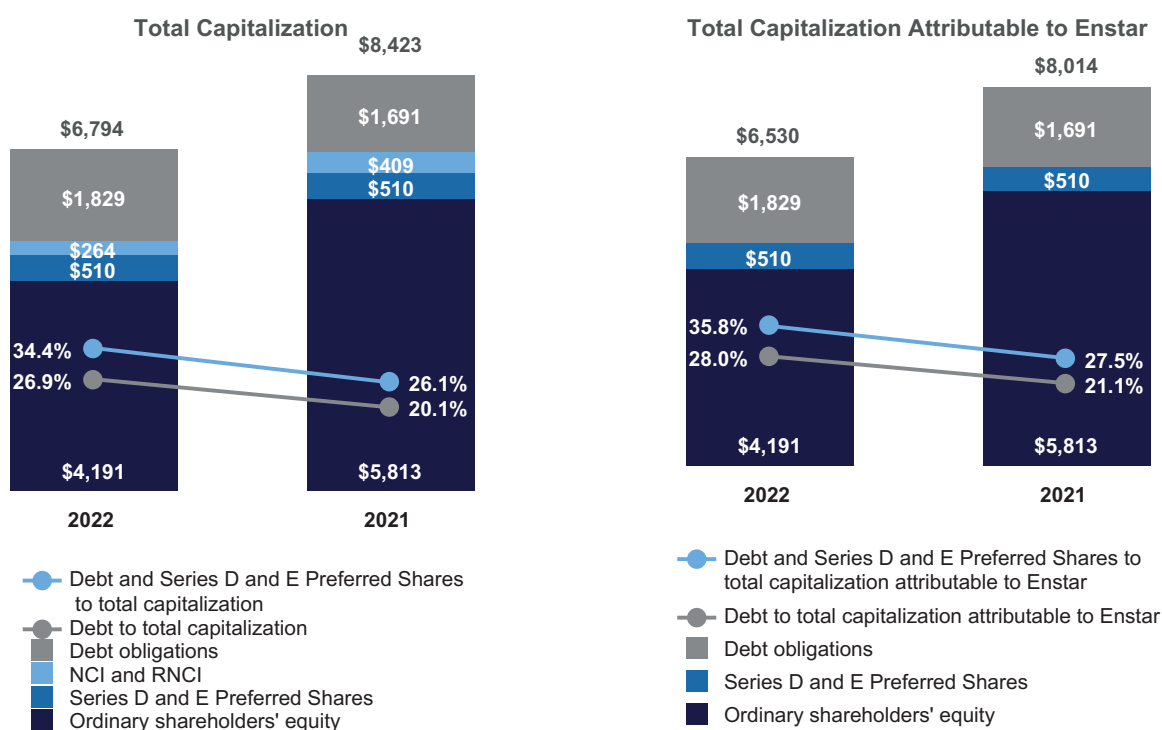 Total Capitalization
$8,423
$1,691
$6,794
$409
$510
$1,829
$264
$510
34.4%
26.1%
26.9%
20.1%
$4,191
$5,813
2022
2021
Debt and Series D and E Preferred Shares
to total capitalization
Debt to total capitalization
Debt obligations
NCI and RNCI
Series D and E Preferred Shares
Ordinary shareholders' equity
Total Capitalization Attributable to Enstar
$8,014
$1,691
$6,530
$510
$1,829
$510
35.8%
27.5%
28.0%
21.1%
$4,191
$5,813
2022
2021
Debt and Series D and E Preferred Shares to
total capitalization attributable to Enstar
Debt to total capitalization attributable to Enstar
Debt obligations
Series D and E Preferred Shares
Ordinary shareholders' equity